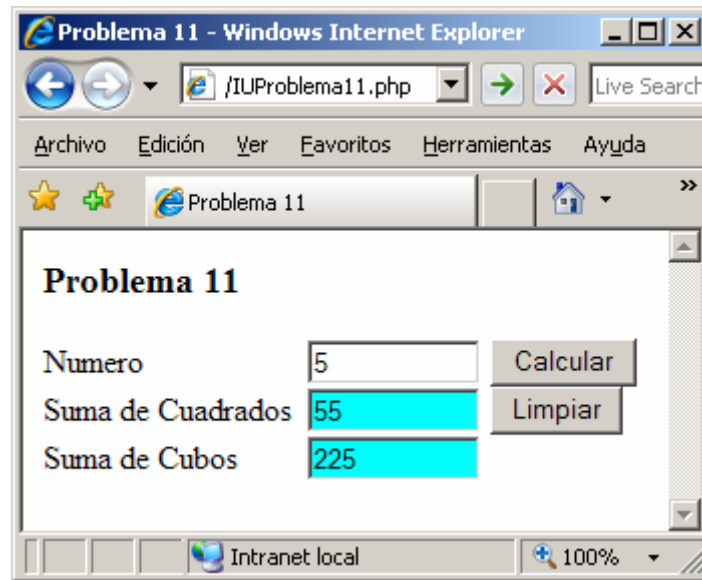 Problema 11 - Windows Internet Explorer
/IUProblema11.php
Live Search
Archivo Edición Ver Favoritos Herramientas Ayuda
Problema 11
»
Problema 11
Numero 5 Calcular
Suma de Cuadrados 55 Limpiar
Suma de Cubos 225
Intranet local 100%